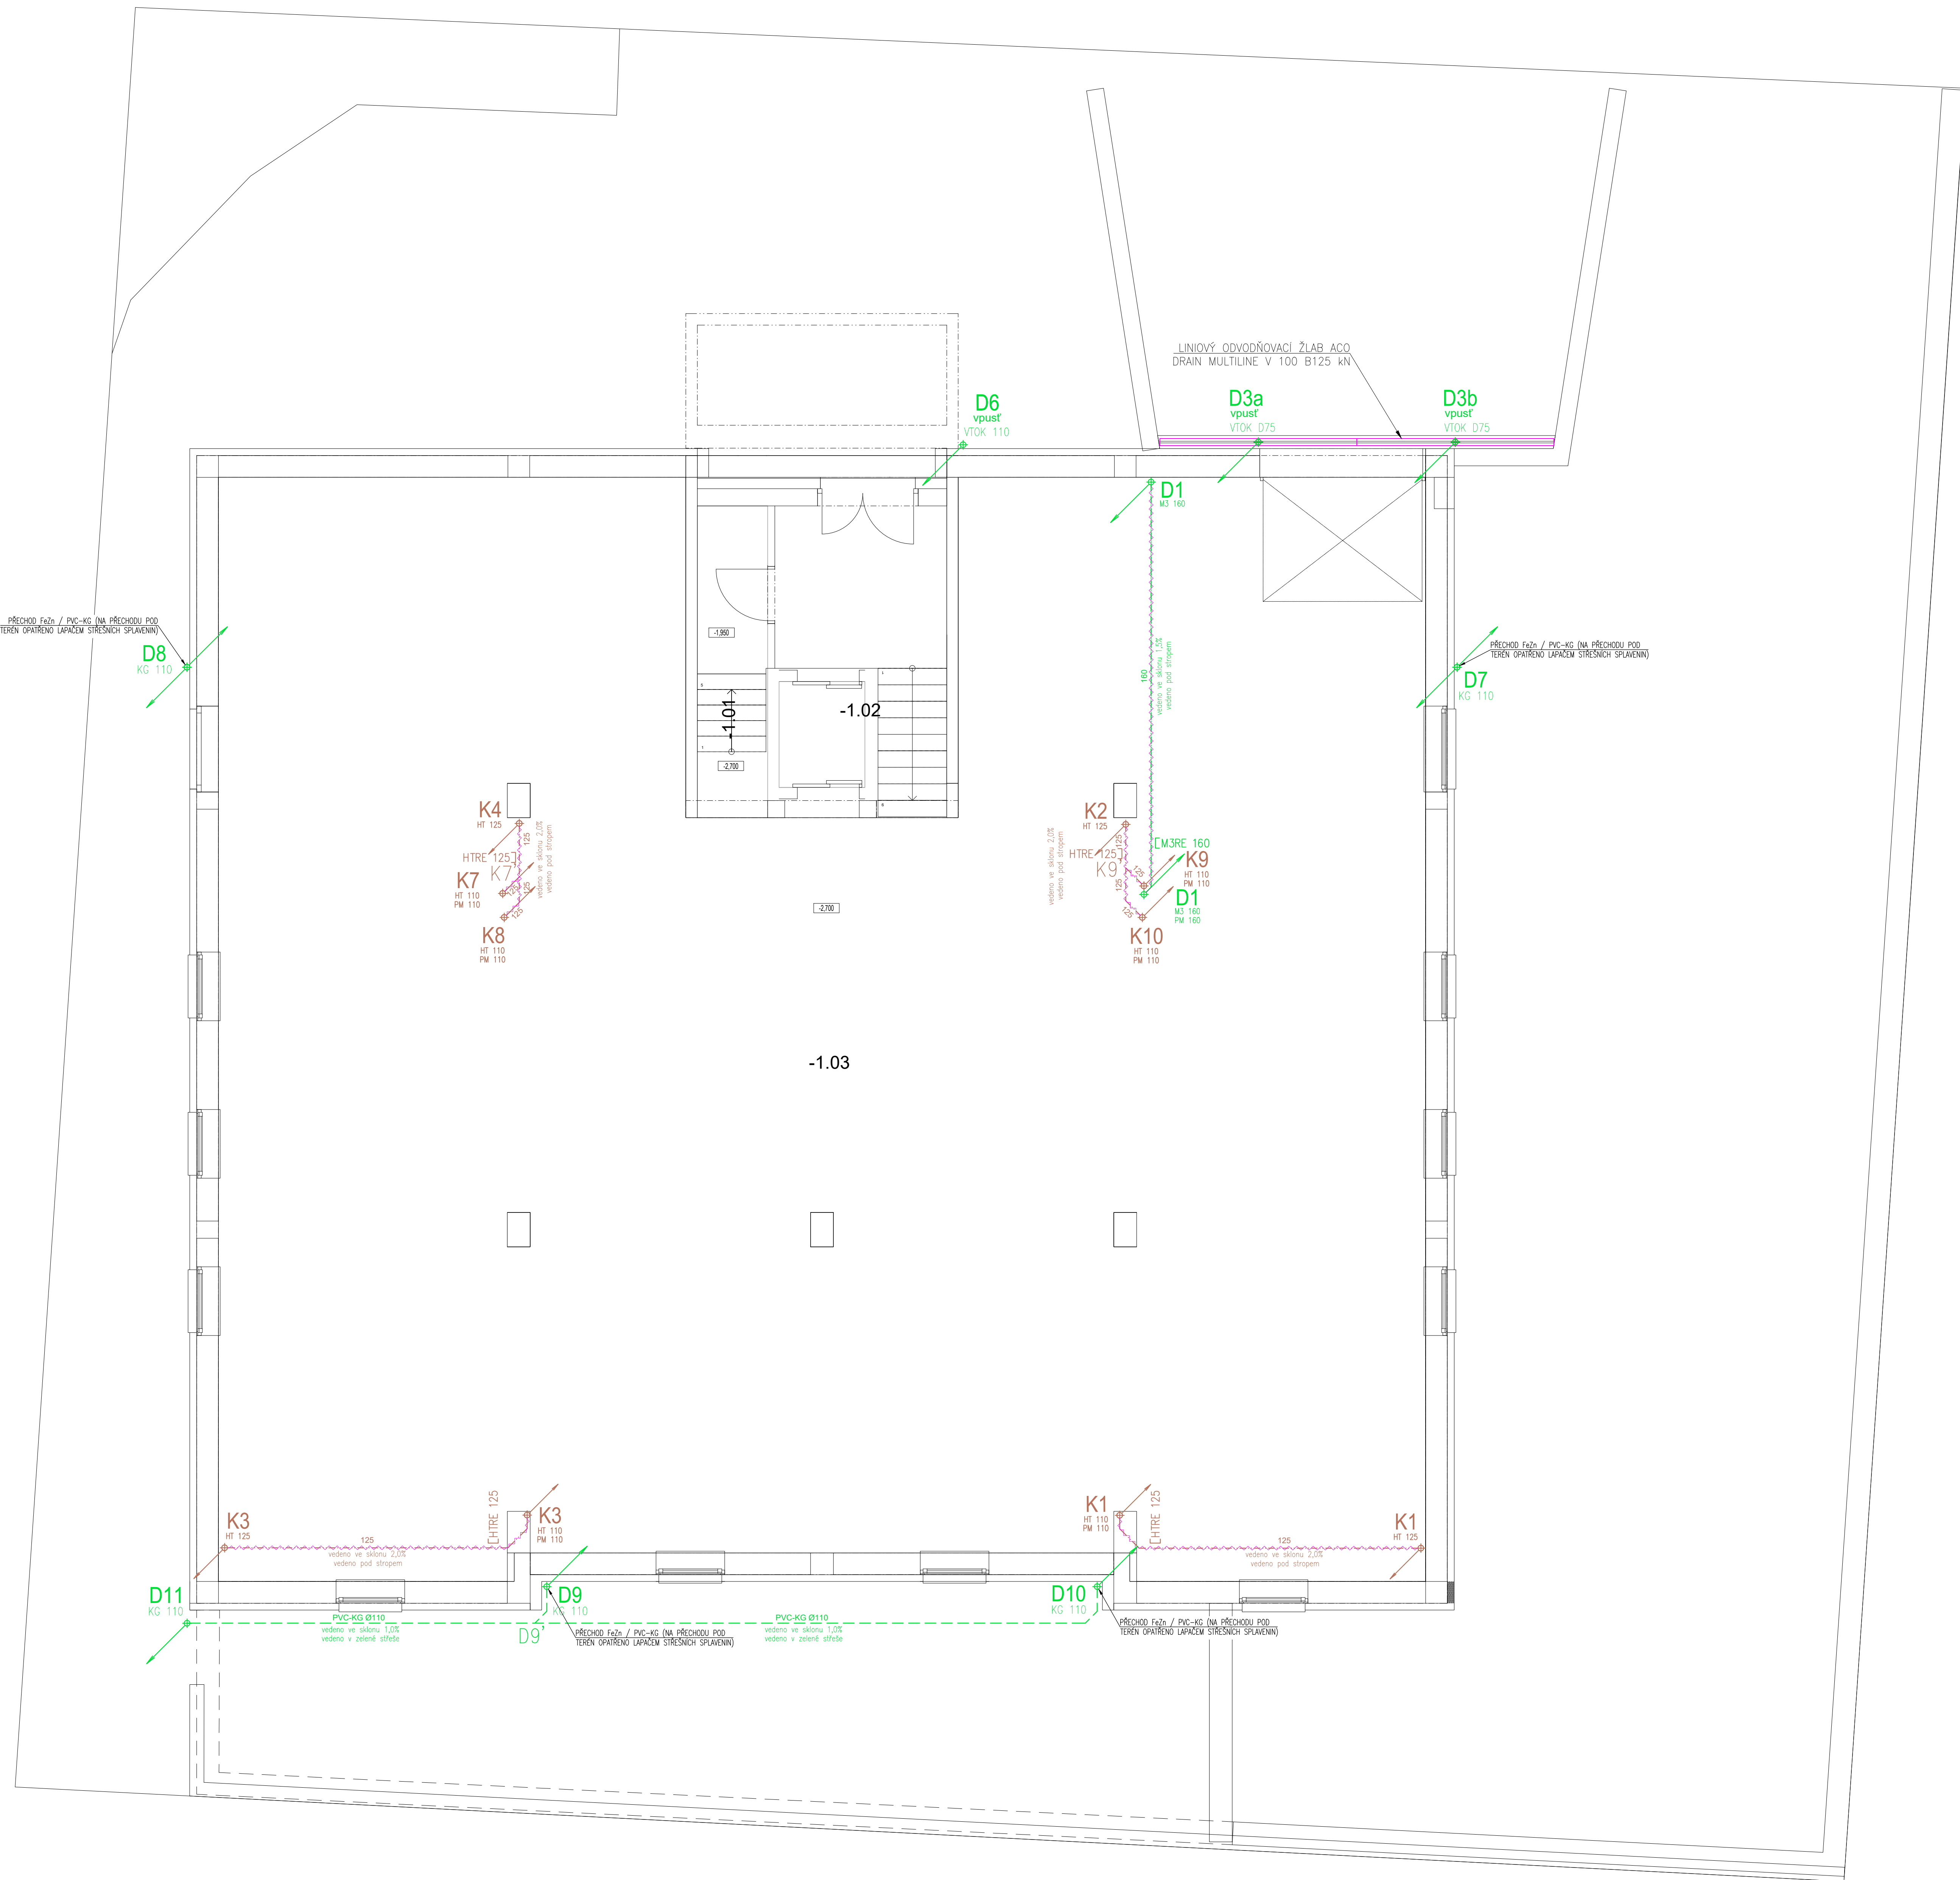 LINIOVÝ ODVODŇOVACÍ ŽLAB ACO
DRAIN MULTILINE V 100 B125 kN
D6
vpusť
VTOK 110
D3a
vpusť
VTOK D75
D3b
vpusť
VTOK D75
D1
M3 160
PŘECHOD FeZn / PVC-KG (NA PŘECHODU POD
TERÉN OPATŘENO LAPAČEM STŘEŠNÍCH SPLAVENIN)
D8
KG 110
PŘECHOD FeZn / PVC-KG (NA PŘECHODU POD
TERÉN OPATŘENO LAPAČEM STŘEŠNÍCH SPLAVENIN)
D7
KG 110
-1,950
-1.01
-1.02
-2,700
160
vedeno ve sklonu 1,5%
vedeno pod stropem
K4
HT 125
125
vedeno ve sklonu 2,0%
vedeno pod stropem
HTRE 125
K7'
K7
HT 110
PM 110
125
125
125
K8
HT 110
PM 110
-2,700
K2
HT 125
125
vedeno ve sklonu 2,0%
vedeno pod stropem
HTRE 125
K9'
M3RE 160
K9
HT 110
PM 110
125
125
125
D1
M3 160
PM 160
K10
HT 110
PM 110
-1.03
K3
HT 125
125
vedeno ve sklonu 2,0%
vedeno pod stropem
HTRE 125
K3
HT 110
PM 110
K1
HT 110
PM 110
HTRE 125
125
vedeno ve sklonu 2,0%
vedeno pod stropem
K1
HT 125
D11
KG 110
PVC-KG Ø110
vedeno ve sklonu 1,0%
vedeno v zeleně střeše
D9'
D9
KG 110
PŘECHOD FeZn / PVC-KG (NA PŘECHODU POD
TERÉN OPATŘENO LAPAČEM STŘEŠNÍCH SPLAVENIN)
PVC-KG Ø110
vedeno ve sklonu 1,0%
vedeno v zeleně střeše
D10
KG 110
PŘECHOD FeZn / PVC-KG (NA PŘECHODU POD
TERÉN OPATŘENO LAPAČEM STŘEŠNÍCH SPLAVENIN)